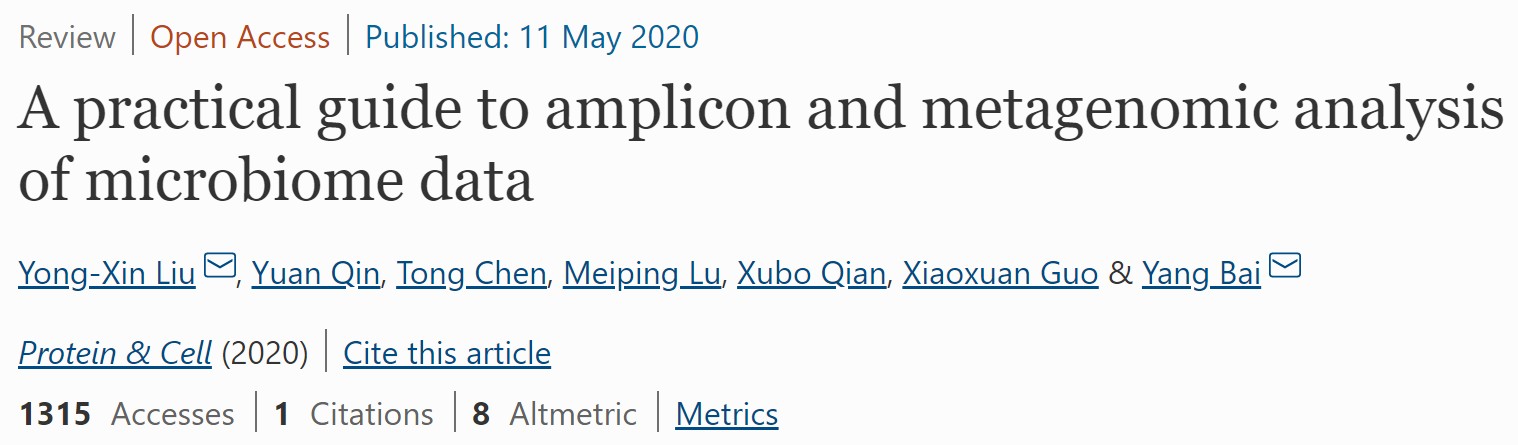 Review | Open Access | Published: 11 May 2020
A practical guide to amplicon and metagenomic analysis
of microbiome data
Yong-Xin Liu, Yuan Qin, Tong Chen, Meiping Lu, Xubo Qian, Xiaoxuan Guo & Yang Bai
Protein & Cell (2020) | Cite this article
1315 Accesses | 1 Citations | 8 Altmetric | Metrics